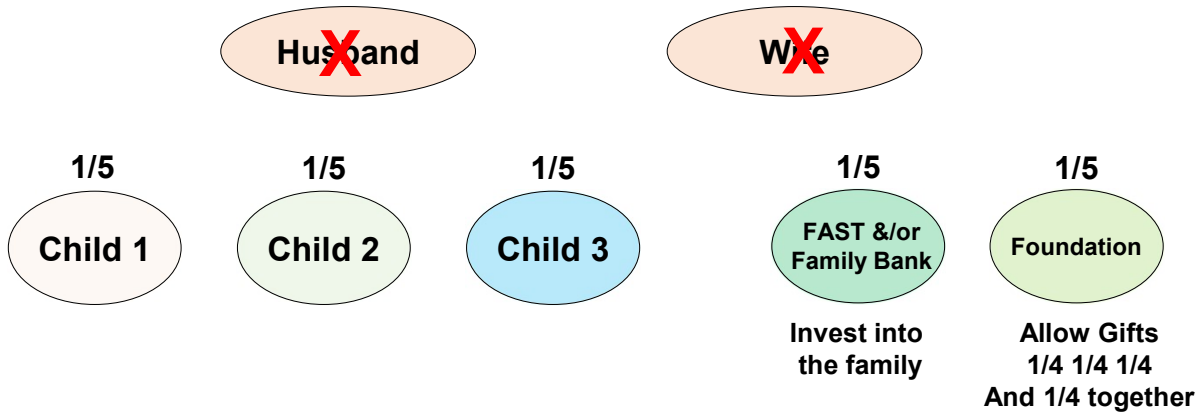 Husband Wife
X X
1/5 1/5 1/5 1/5 1/5
Child 1 Child 2 Child 3
FAST &/or
Family Bank
Foundation
Invest into
the family
Allow Gifts
1/4 1/4 1/4
And 1/4 together